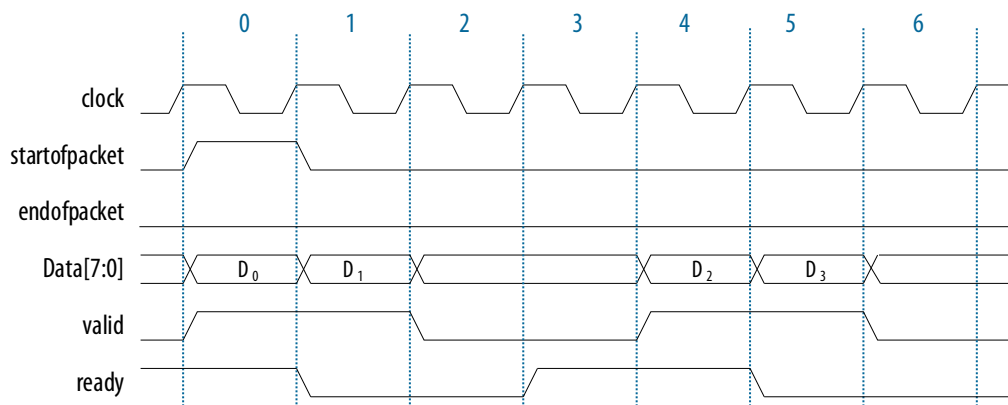 0 1 2 3 4 5 6
clock
startofpacket
endofpacket
Data[7:0] D0 D1 D2 D3
valid
ready